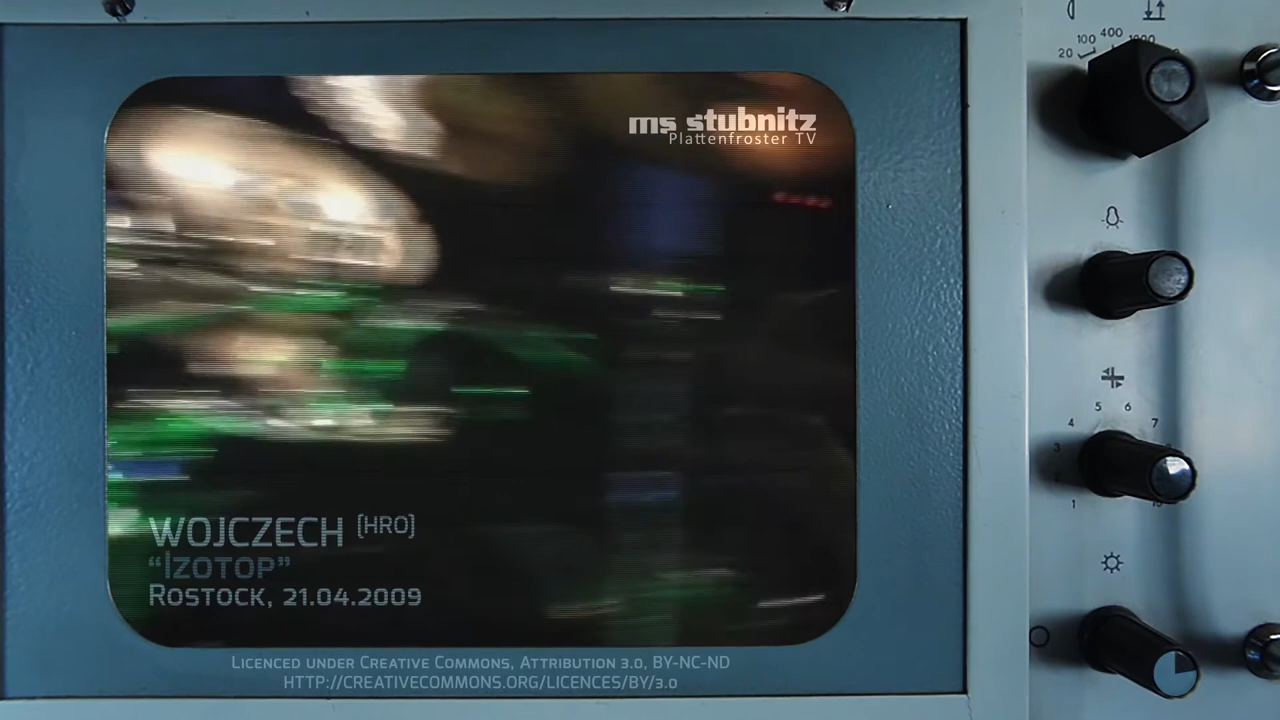 20 100 400 1000
ms stubnitz
Plattenfroster TV
5 6
4 7
3
1 10
WOJCZECH [HRO]
“IZOTOP”
ROSTOCK, 21.04.2009
LICENCED UNDER CREATIVE COMMONS, ATTRIBUTION 3.0, BY-NC-ND
HTTP://CREATIVECOMMONS.ORG/LICENCES/BY/3.0